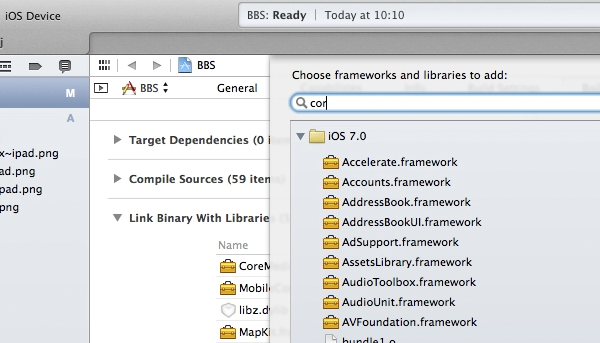 iOS Device
BBS: Ready | Today at 10:10
j
BBS
M
BBS
General
Choose frameworks and libraries to add:
cor
A
Target Dependencies (0
iOS 7.0
x~ipad.png
ad.png
pad.png
png
Compile Sources (59
Link Binary With Libraries
Name
Accelerate.framework
Accounts.framework
AddressBook.framework
AddressBookUI.framework
AdSupport.framework
AssetsLibrary.framework
AudioToolbox.framework
AudioUnit.framework
AVFoundation.framework
bundle1.o
CoreM
Mobile
libz.dy
MapKit